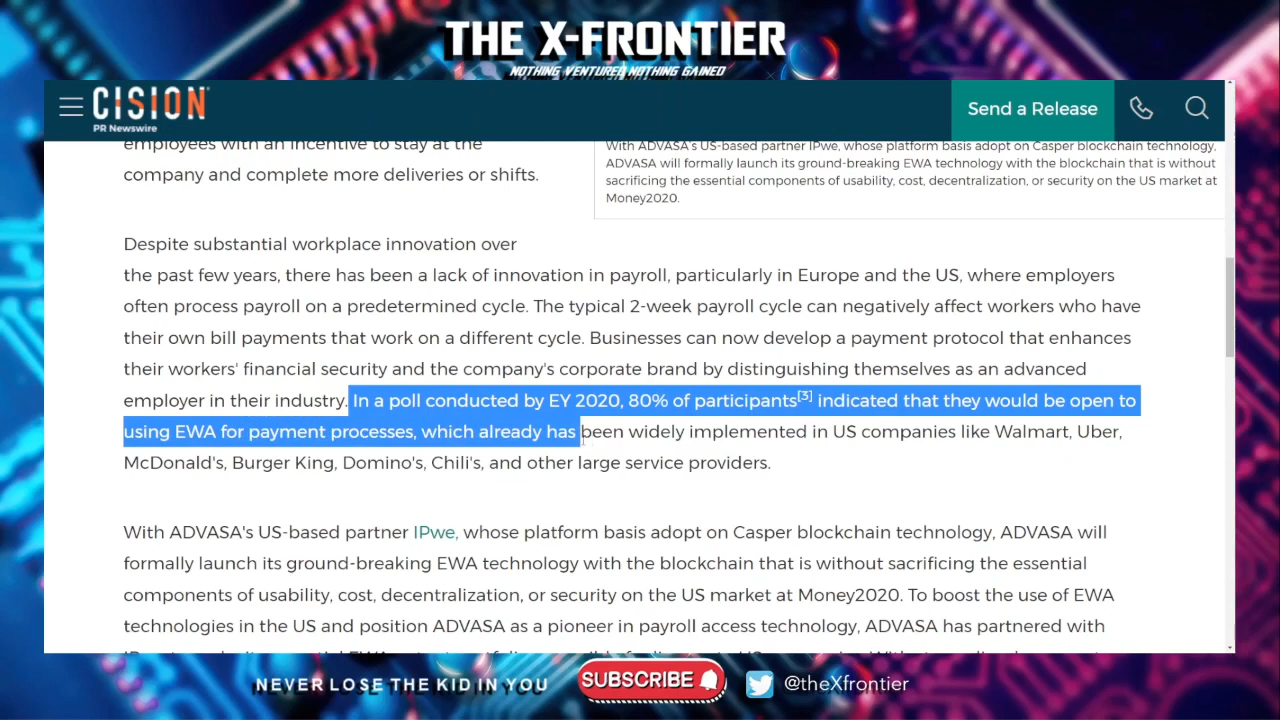 THE X-FRONTIER
NOTHING VENTURED NOTHING GAINED
CISION
PR Newswire
Send a Release
employees with an incentive to stay at the
company and complete more deliveries or shifts.
With ADVASA's US-based partner IPwe, whose platform basis adopt on Casper blockchain technology,
ADVASA will formally launch its ground-breaking EWA technology with the blockchain that is without
sacrificing the essential components of usability, cost, decentralization, or security on the US market at
Money2020.
Despite substantial workplace innovation over
the past few years, there has been a lack of innovation in payroll, particularly in Europe and the US, where employers
often process payroll on a predetermined cycle. The typical 2-week payroll cycle can negatively affect workers who have
their own bill payments that work on a different cycle. Businesses can now develop a payment protocol that enhances
their workers' financial security and the company's corporate brand by distinguishing themselves as an advanced
employer in their industry. In a poll conducted by EY 2020, 80% of participants[3] indicated that they would be open to
using EWA for payment processes, which already has been widely implemented in US companies like Walmart, Uber,
McDonald's, Burger King, Domino's, Chili's, and other large service providers.
With ADVASA's US-based partner IPwe, whose platform basis adopt on Casper blockchain technology, ADVASA will
formally launch its ground-breaking EWA technology with the blockchain that is without sacrificing the essential
components of usability, cost, decentralization, or security on the US market at Money2020. To boost the use of EWA
technologies in the US and position ADVASA as a pioneer in payroll access technology, ADVASA has partnered with
NEVER LOSE THE KID IN YOU
SUBSCRIBE
@theXfrontier